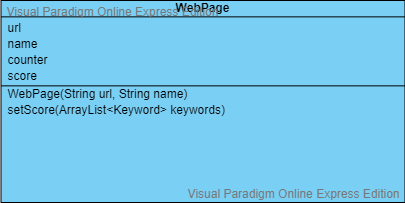 Visual Paradigm Online Express Edition
WebPage
url
name
counter
score
WebPage(String url, String name)
setScore(ArrayList<Keyword> keywords)
Visual Paradigm Online Express Edition